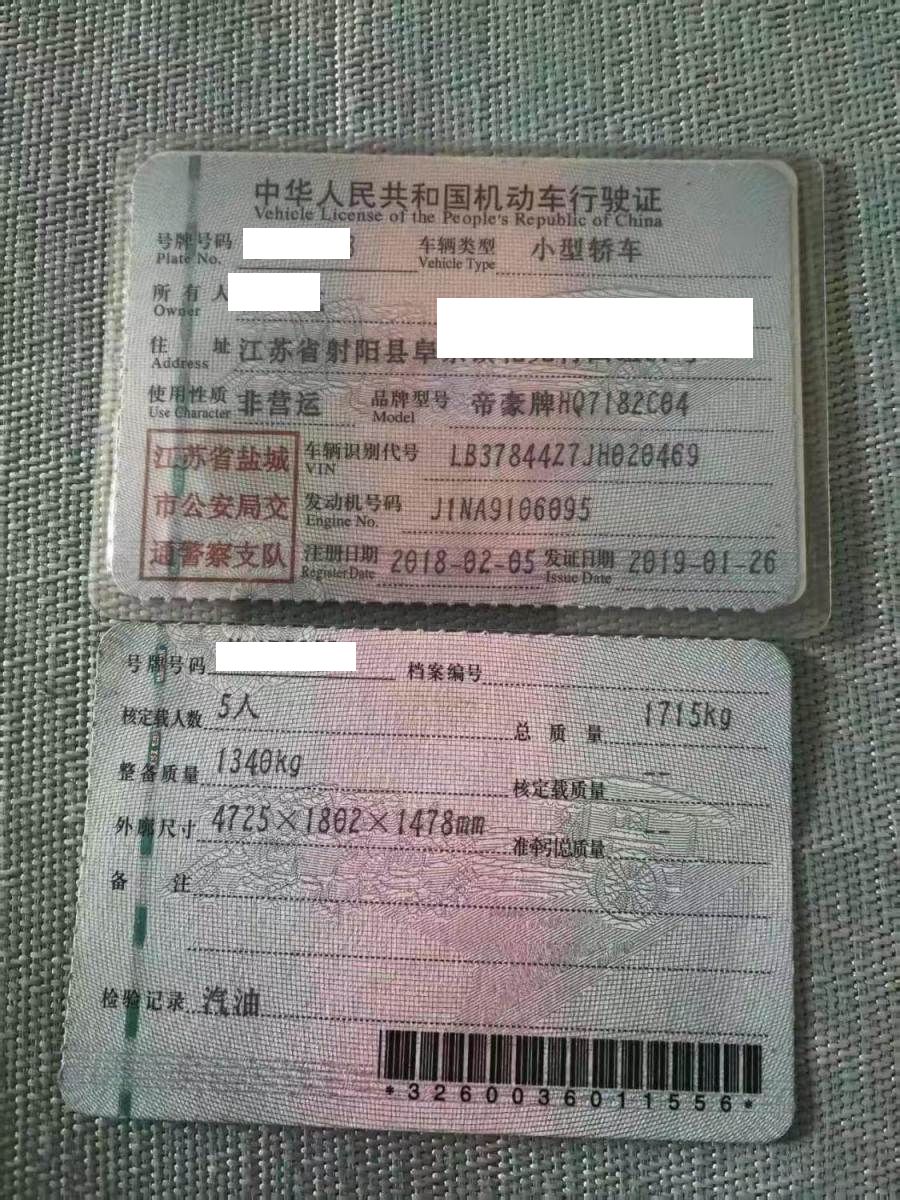 中华人民共和国机动车行驶证
Vehicle License of the People's Republic of China
号牌号码 车辆类型 小型轿车
Plate No. Vehicle Type
所有人
Owner
住址 江苏省射阳县阜
Address
使用性质 非营运 品牌型号 帝豪牌HQ7182C04
Use Character Model
江苏省盐城
市公安局交
通警察支队
车辆识别代号 LB37844Z7JH020469
VIN
发动机号码 J1NA9106095
Engine No.
注册日期 2018-02-05 发证日期 2019-01-26
Register Date Issue Date
号牌号码 档案编号
核定载人数 5人 总质量 1715kg
整备质量 1340kg 核定载质量 --
外廓尺寸 4725×1802×1478mm 准牵引总质量 --
备注
检验记录 汽油
*3260036011556*